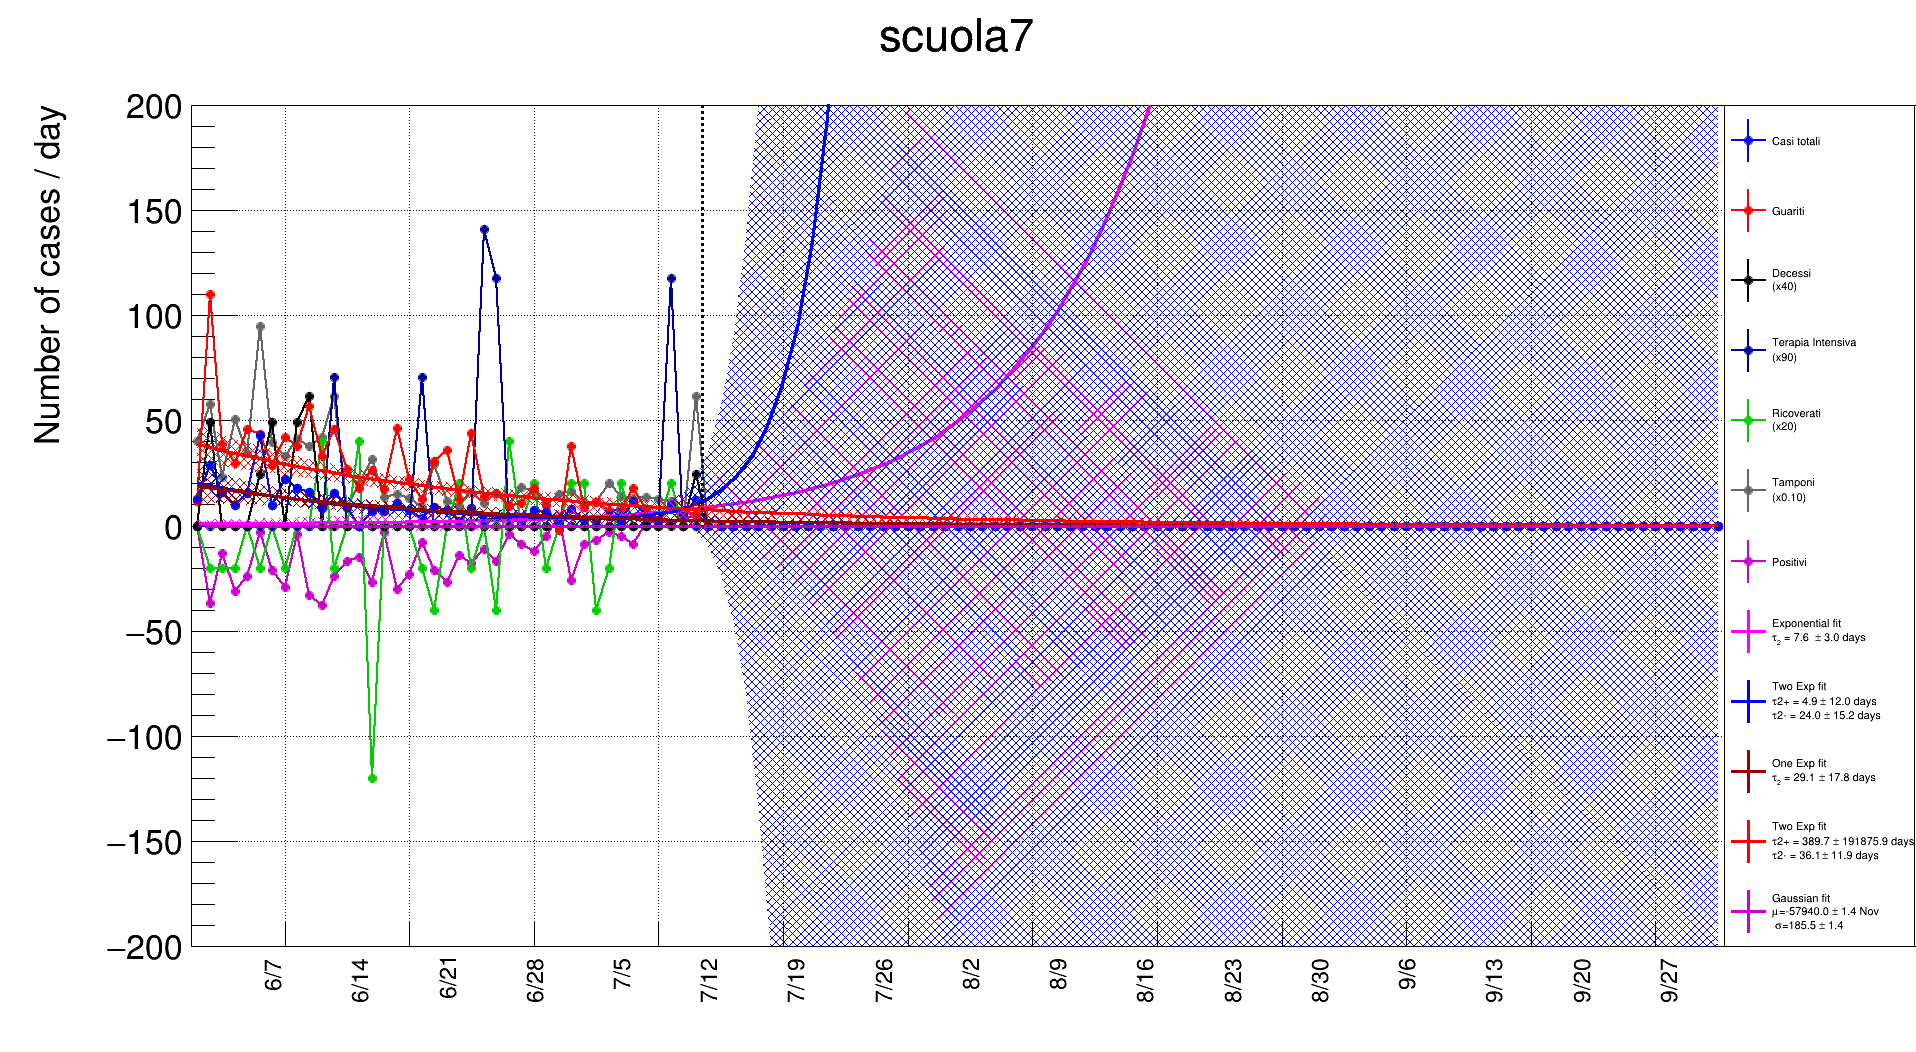 scuola7
Number of cases / day
200
150
100
50
0
−50
−100
−150
−200
6/7
6/14
6/21
6/28
7/5
7/12
7/19
7/26
8/2
8/9
8/16
8/23
8/30
9/6
9/13
9/20
9/27
Casi totali
Guariti
Decessi
(x40)
Terapia Intensiva
(x90)
Ricoverati
(x20)
Tamponi
(x0.10)
Positivi
Exponential fit
τ₂ = 7.6 ± 3.0 days
Two Exp fit
τ2+ = 4.9 ± 12.0 days
τ2- = 24.0 ± 15.2 days
One Exp fit
τ₂ = 29.1 ± 17.8 days
Two Exp fit
τ2+ = 389.7 ± 191875.9 days
τ2- = 36.1 ± 11.9 days
Gaussian fit
μ=-57940.0 ± 1.4 Nov
σ=185.5 ± 1.4